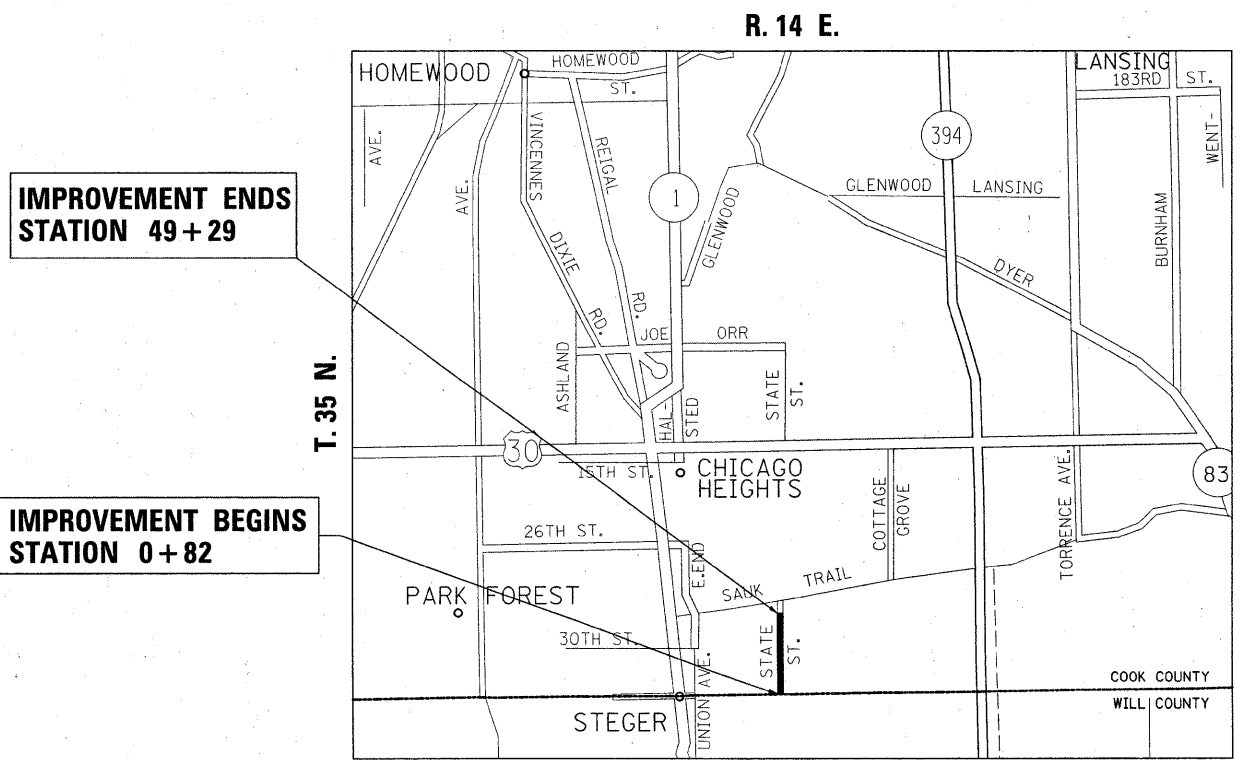 R. 14 E.
HOMEWOOD
HOMEWOOD
ST.
LANSING
183RD ST.
AVE.
VINCENNES
REIGAL
394
WENT-
IMPROVEMENT ENDS
STATION 49+29
AVE.
1
GLENWOOD
GLENWOOD LANSING
BURNHAM
DIXIE
DYER
RD.
RD.
JOE ORR
T. 35 N.
ASHLAND
HAL-
STED
STATE
ST.
30
15TH ST.
CHICAGO
HEIGHTS
83
COTTAGE
GROVE
TORRENCE AVE.
IMPROVEMENT BEGINS
STATION 0+82
26TH ST.
E.END
SAUK TRAIL
PARK FOREST
30TH ST.
STATE
ST.
UNION AVE.
COOK COUNTY
WILL COUNTY
STEGER